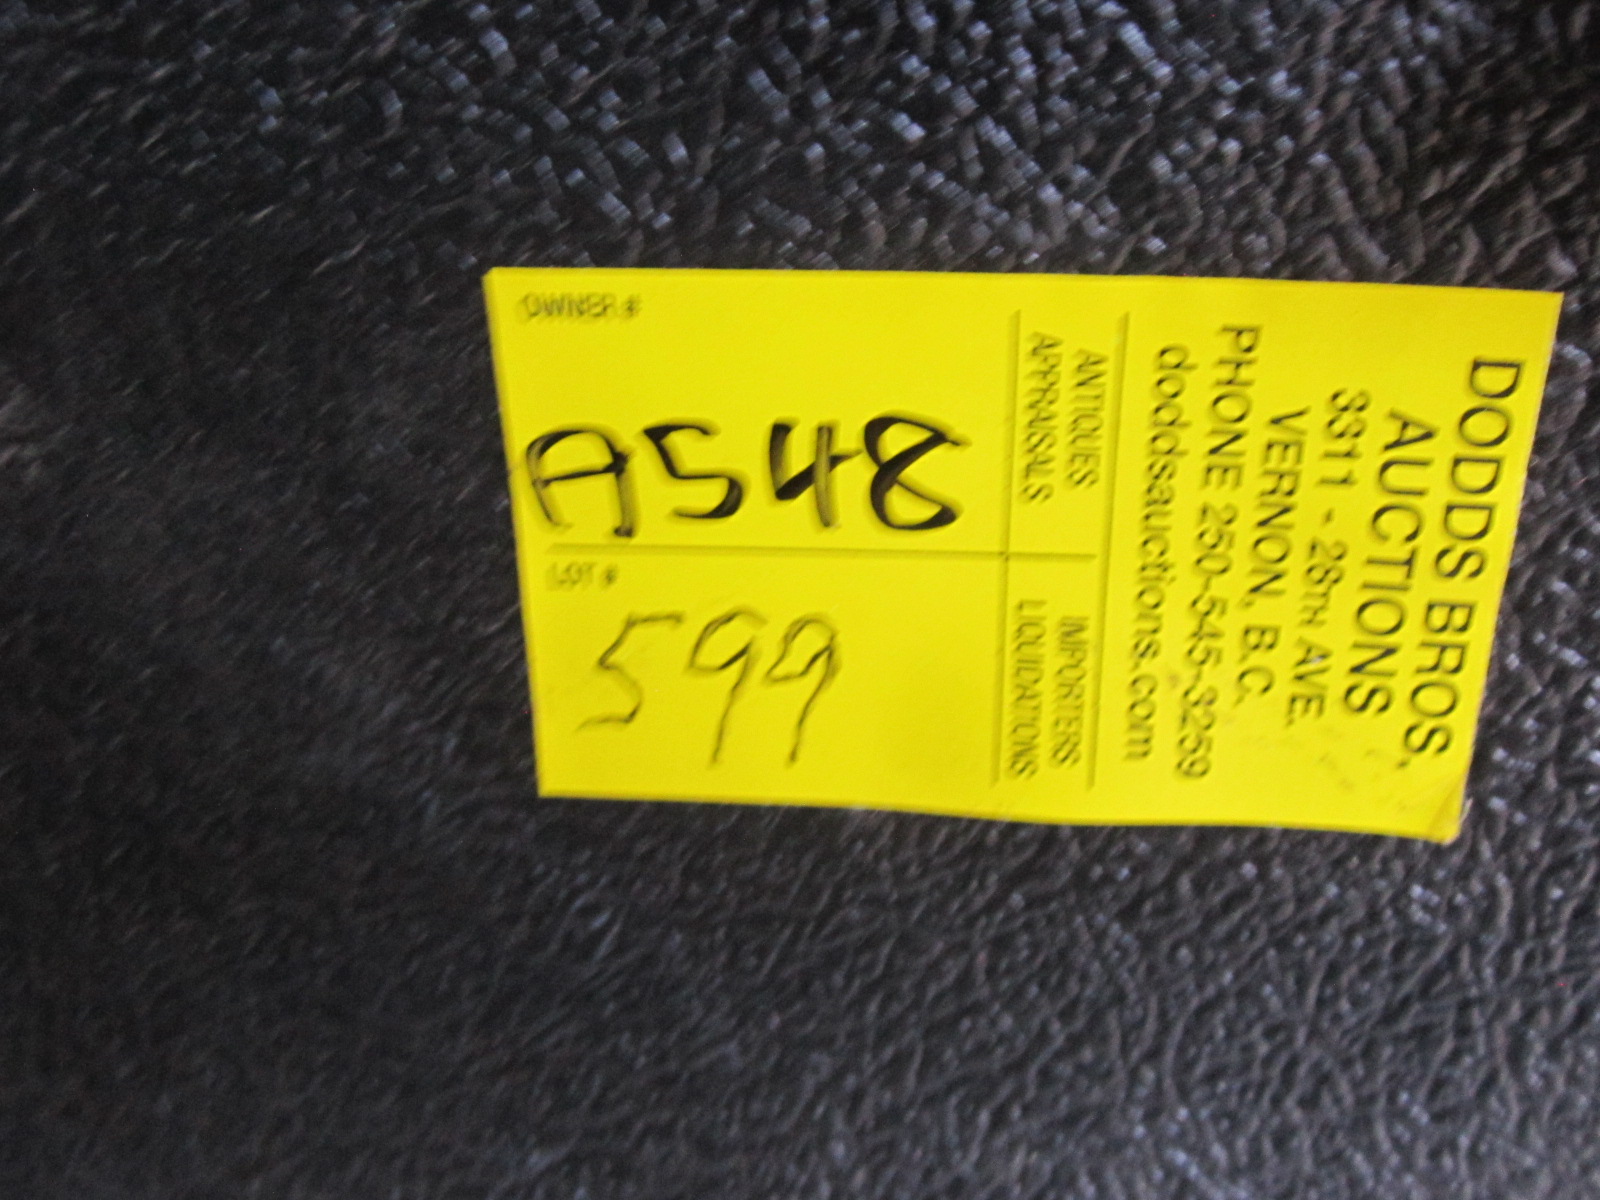 DODDS BROS.
AUCTIONS
3311 - 28TH AVE.
VERNON, B.C.
PHONE 250-545-3259
doddsauctions.com
ANTIQUES
APPRAISALS
IMPORTERS
LIQUIDATIONS
OWNER #
A548
LOT #
599